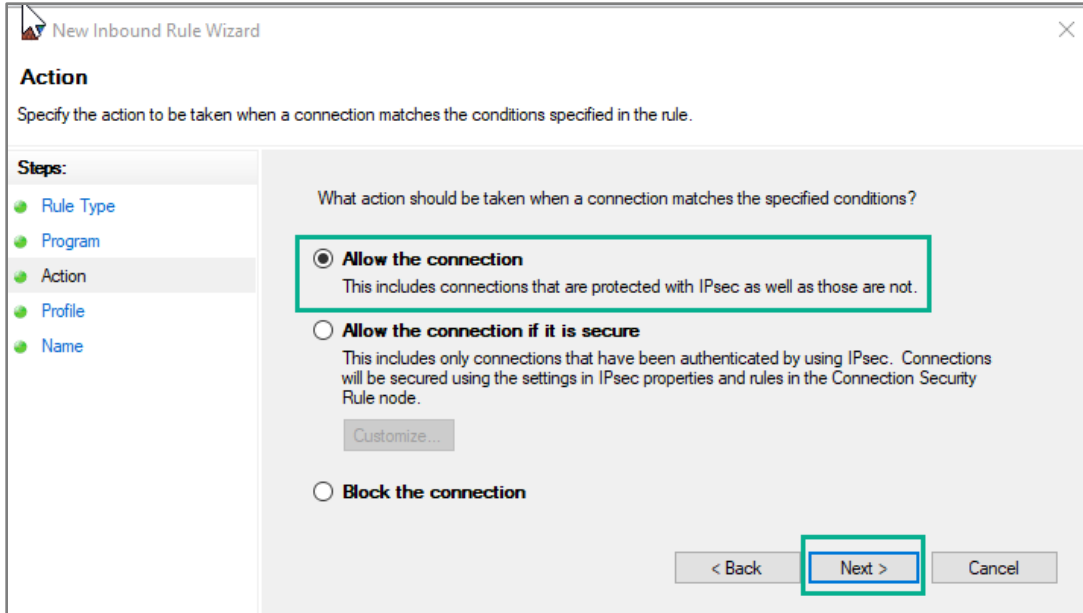 New Inbound Rule Wizard
Action
Specify the action to be taken when a connection matches the conditions specified in the rule.
Steps:
Rule Type
Program
Action
Profile
Name
What action should be taken when a connection matches the specified conditions?
Allow the connection
This includes connections that are protected with IPsec as well as those are not.
Allow the connection if it is secure
This includes only connections that have been authenticated by using IPsec. Connections
will be secured using the settings in IPsec properties and rules in the Connection Security
Rule node.
Customize...
Block the connection
< Back
Next >
Cancel